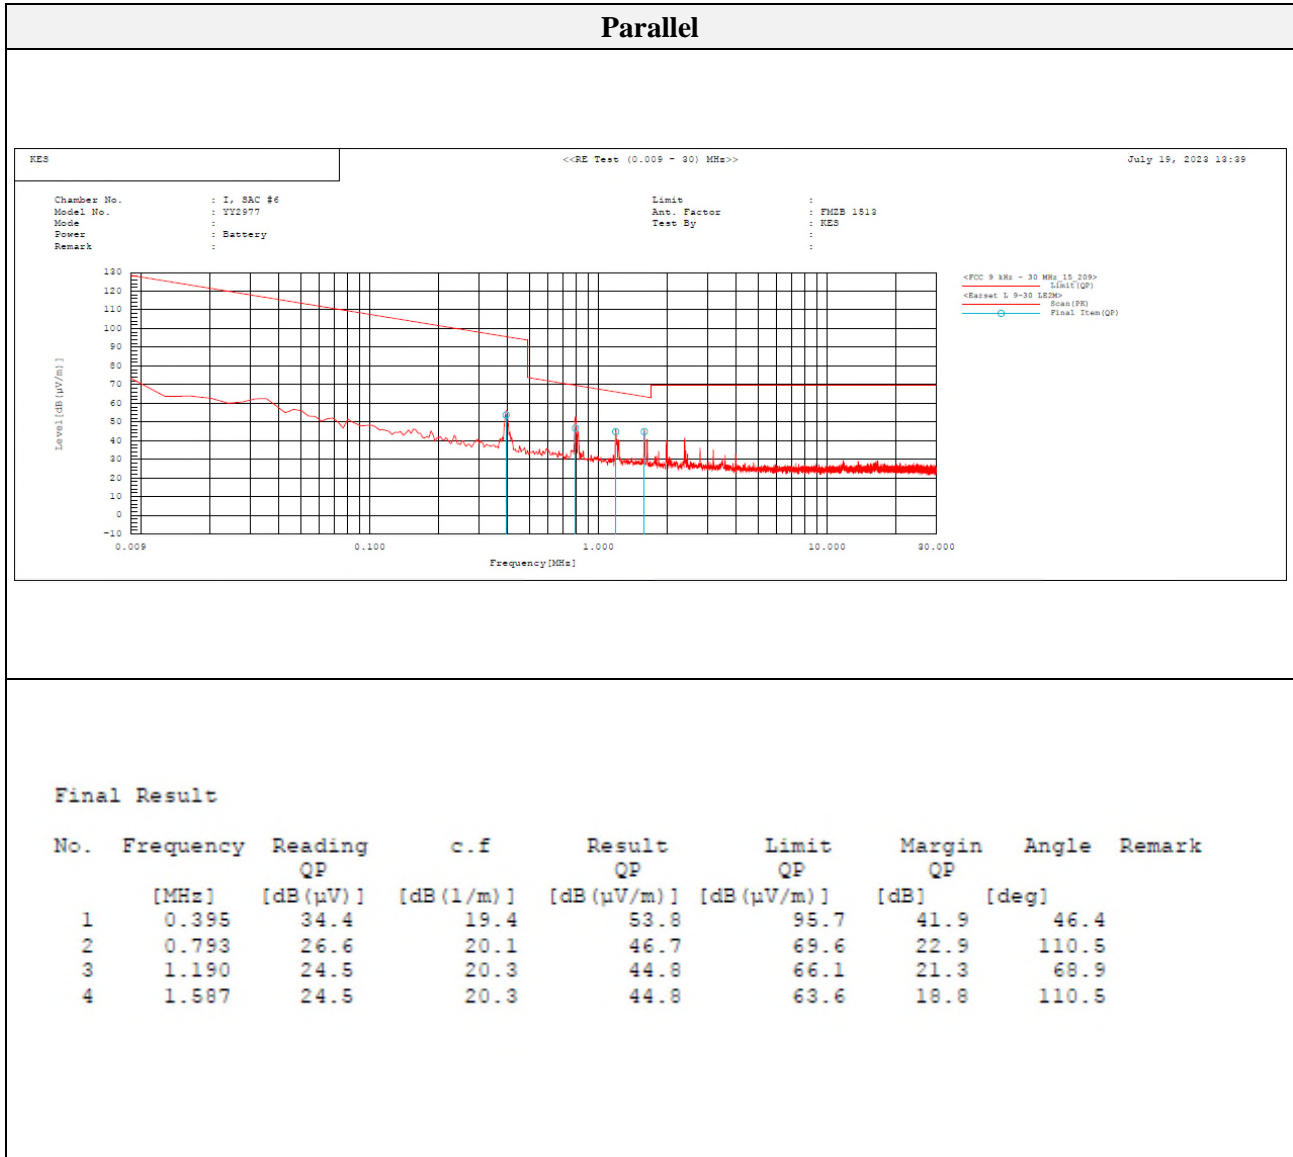 Parallel
KES <<RE Test (0.009 - 30) MHz>> July 19, 2023 13:39
Chamber No. : I, SAC #6 Limit :
Model No. : YY2977 Ant. Factor : FMZB 1513
Mode : Test By : KES
Power : Battery :
Remark : :
<FCC 9 kHz - 30 MHz_15_209>
Limit(QP)
<Earset L 9-30 LE2M>
Scan(PK)
Final Item(QP)
Level[dB(µV/m)]
130
120
110
100
90
80
70
60
50
40
30
20
10
0
-10
0.009 0.100 1.000 10.000 30.000
Frequency[MHz]
Final Result
No. Frequency Reading c.f Result Limit Margin Angle Remark
QP QP QP QP
[MHz] [dB(µV)] [dB(1/m)] [dB(µV/m)] [dB(µV/m)] [dB] [deg]
1 0.395 34.4 19.4 53.8 95.7 41.9 46.4
2 0.793 26.6 20.1 46.7 69.6 22.9 110.5
3 1.190 24.5 20.3 44.8 66.1 21.3 68.9
4 1.587 24.5 20.3 44.8 63.6 18.8 110.5